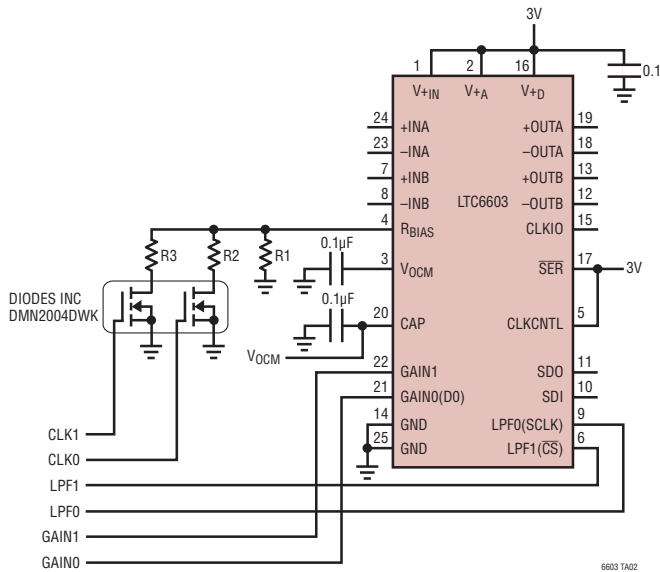 3V
0.1
1 2 16
V+IN V+A V+D
24 +INA +OUTA 19
23 –INA –OUTA 18
7 +INB +OUTB 13
8 –INB LTC6603 –OUTB 12
4 RBIAS CLKIO 15
R3 R2 R1
0.1µF
3 VOCM SER 17 3V
DIODES INC
DMN2004DWK
0.1µF
20 CAP CLKCNTL 5
VOCM
22 GAIN1 SDO 11
21 GAIN0(D0) SDI 10
14 GND LPF0(SCLK) 9
25 GND LPF1(CS) 6
CLK1
CLK0
LPF1
LPF0
GAIN1
GAIN0
6603 TA02